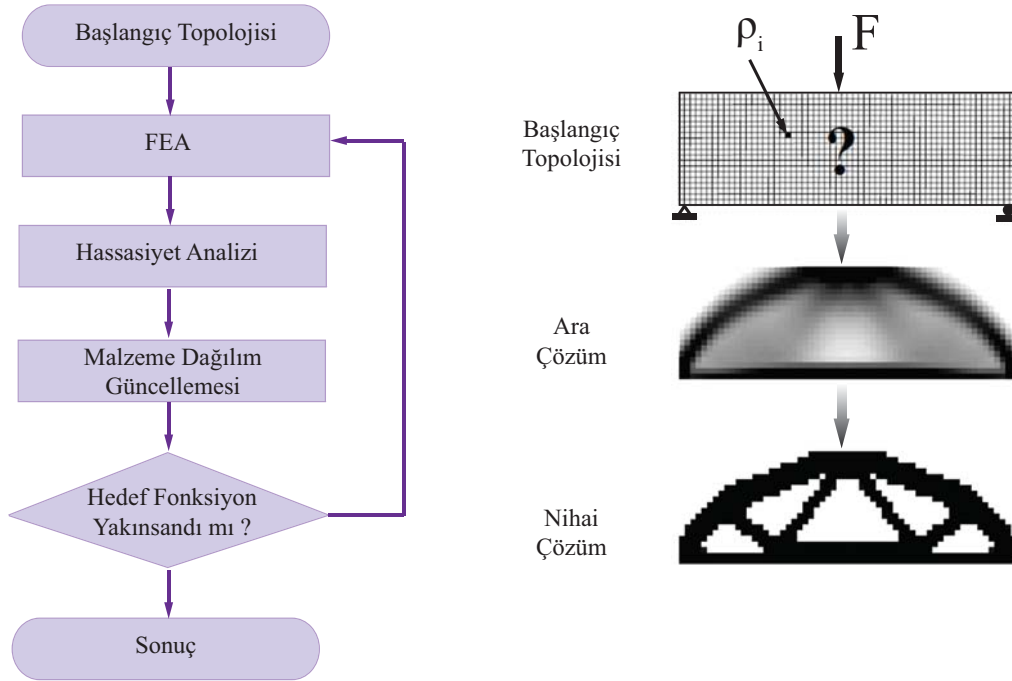 Başlangıç Topolojisi
FEA
Hassasiyet Analizi
Malzeme Dağılım
Güncellemesi
Hedef Fonksiyon
Yakınsandı mı ?
Sonuç
ρi
F
Başlangıç
Topolojisi
?
Ara
Çözüm
Nihai
Çözüm